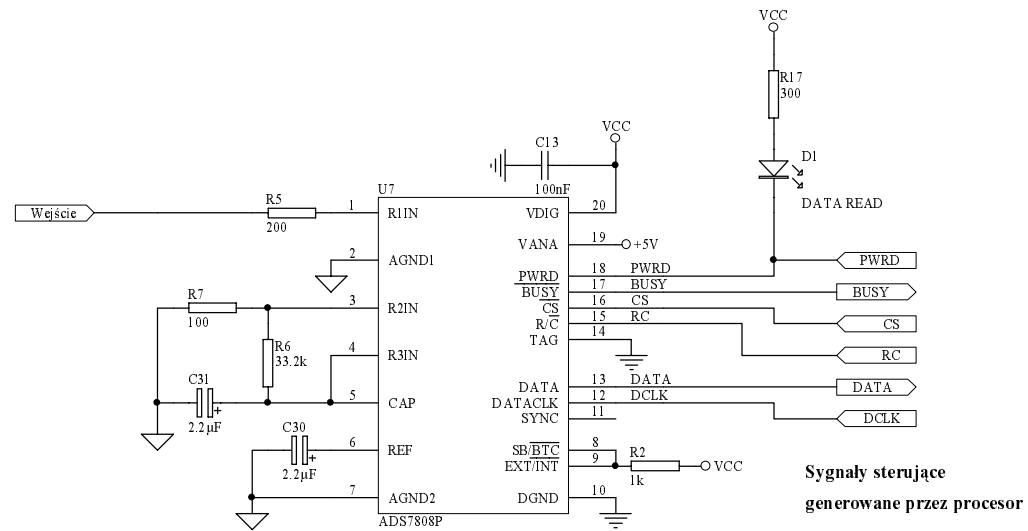 VCC
R17
300
VCC
C13
100nF
D1
DATA READ
U7
Wejście
R5
200
1
R1IN
VDIG
20
VANA
19
+5V
2
AGND1
PWRD
18
PWRD
PWRD
BUSY
17
BUSY
BUSY
R7
100
3
R2IN
CS
16
CS
CS
R/C
15
RC
RC
TAG
14
R6
33.2k
4
R3IN
C31
2.2µF
5
CAP
DATA
13
DATA
DATA
DATACLK
12
DCLK
DCLK
SYNC
11
C30
2.2µF
6
REF
SB/BTC
8
EXT/INT
9
R2
1k
VCC
7
AGND2
DGND
10
ADS7808P
Sygnały sterujące
generowane przez procesor